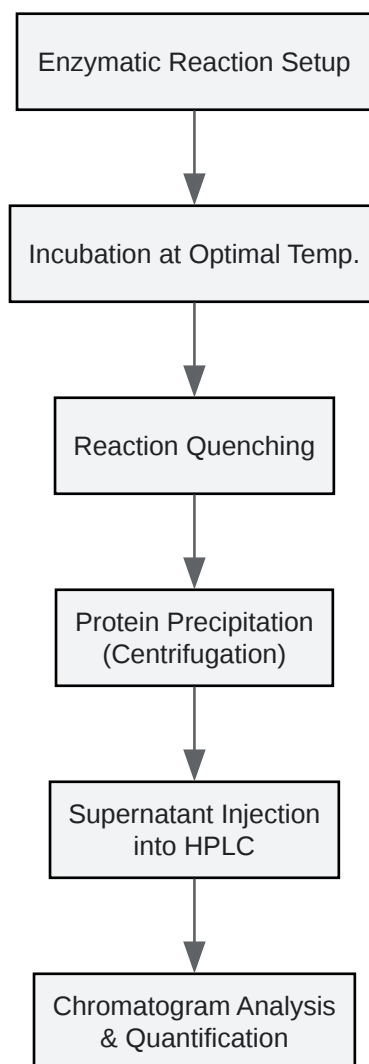 Enzymatic Reaction Setup
Incubation at Optimal Temp.
Reaction Quenching
Protein Precipitation
(Centrifugation)
Supernatant Injection
into HPLC
Chromatogram Analysis
& Quantification